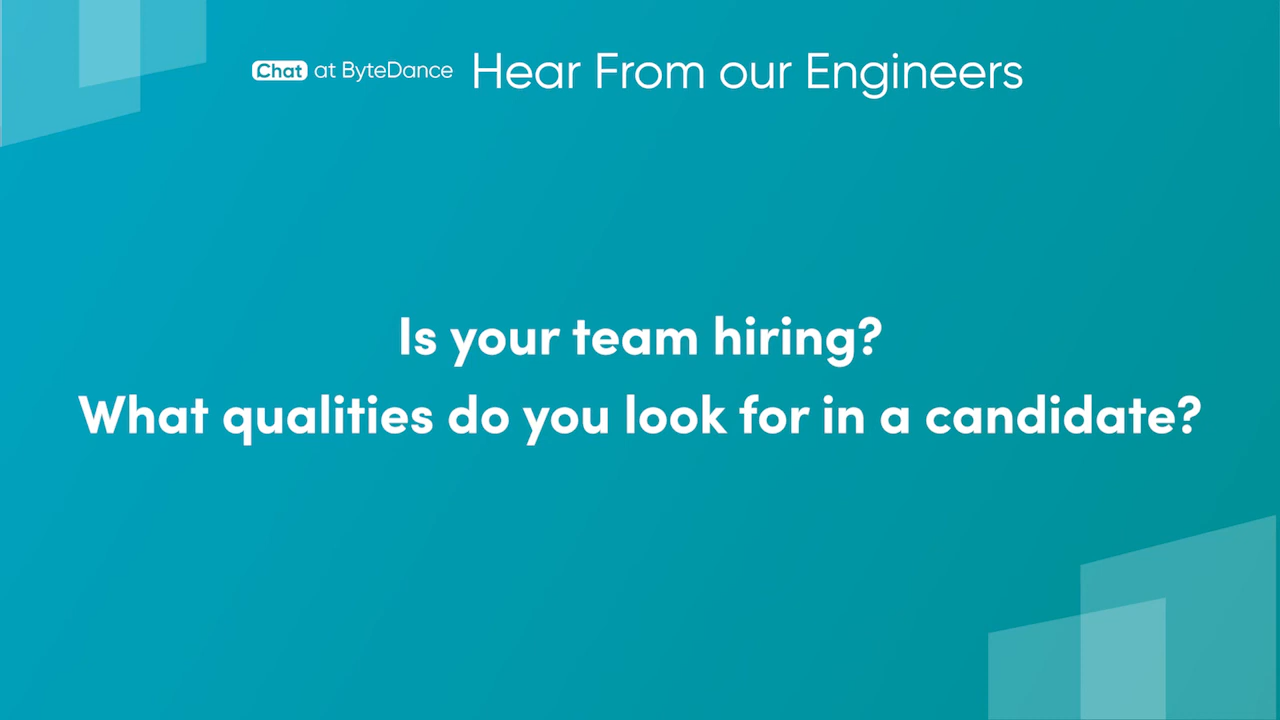 Chat at ByteDance Hear From our Engineers
Is your team hiring?
What qualities do you look for in a candidate?